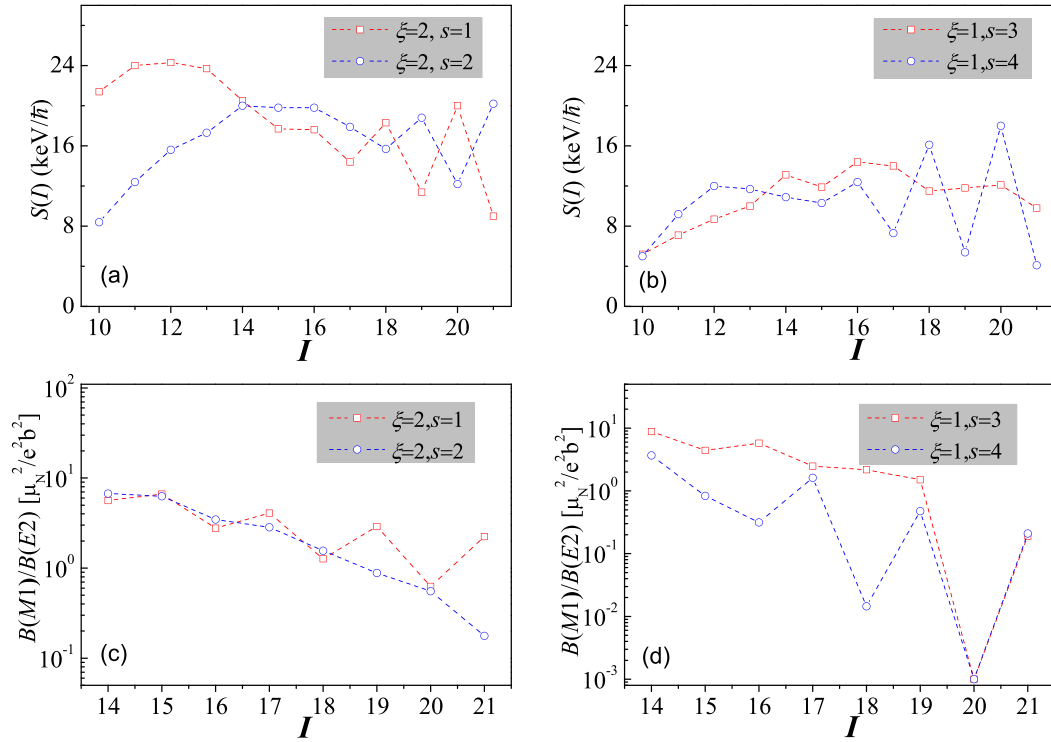 S(I) (keV/ħ)
24
16
8
0
ξ=2, s=1
ξ=2, s=2
(a)
10 12 14 16 18 20
I
S(I) (keV/ħ)
24
16
8
0
ξ=1,s=3
ξ=1,s=4
(b)
10 12 14 16 18 20
I
B(M1)/B(E2) [μN²/e²b²]
10²
10¹
10⁰
10⁻¹
ξ=2,s=1
ξ=2,s=2
(c)
14 15 16 17 18 19 20 21
I
B(M1)/B(E2) [μN²/e²b²]
10¹
10⁰
10⁻¹
10⁻²
10⁻³
ξ=1,s=3
ξ=1,s=4
(d)
14 15 16 17 18 19 20 21
I